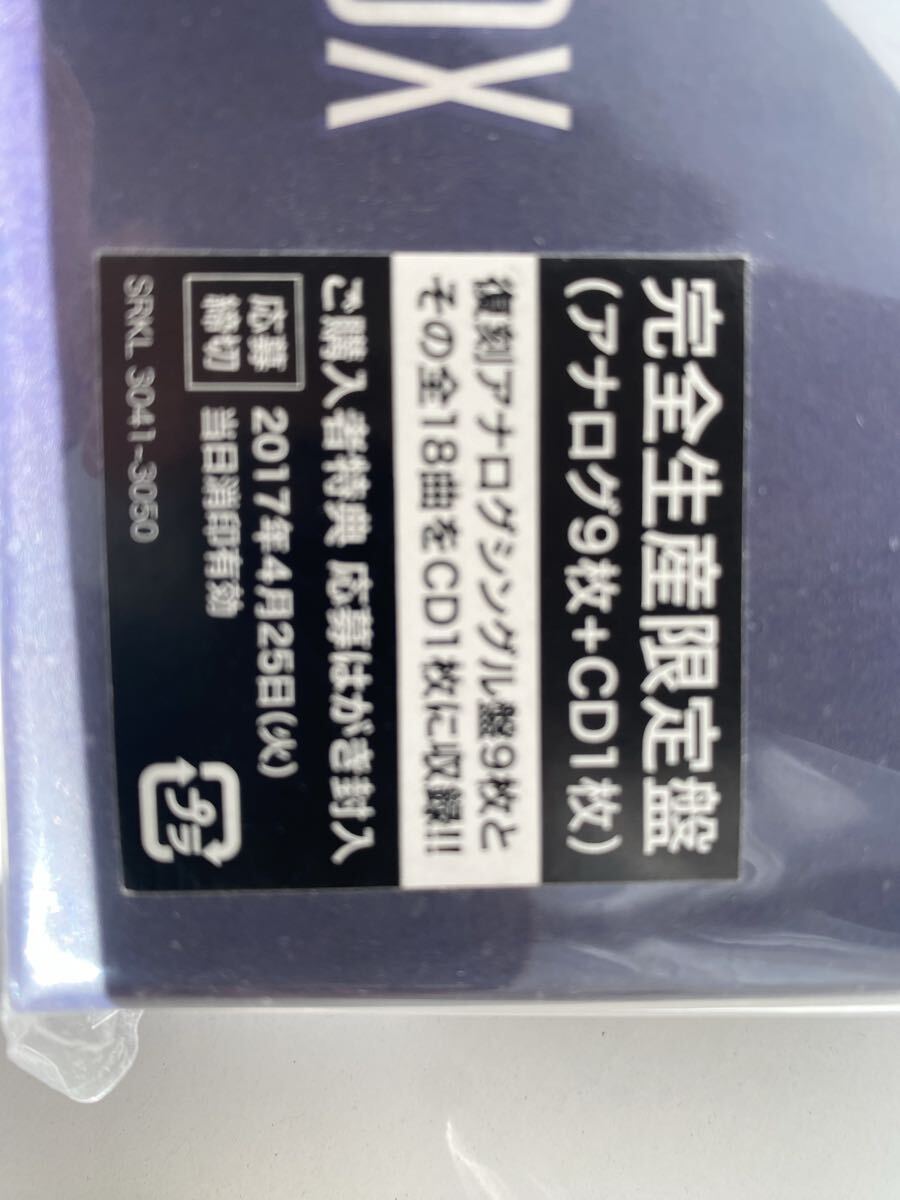 OX
完全生産限定盤
(アナログ9枚+CD1枚)
復刻アナログシングル盤9枚と
その全18曲をCD1枚に収録!!
ご購入者特典 応募はがき封入
応募
締切
2017年4月25日(火)
当日消印有効
SRKL 3041~3050
プラ